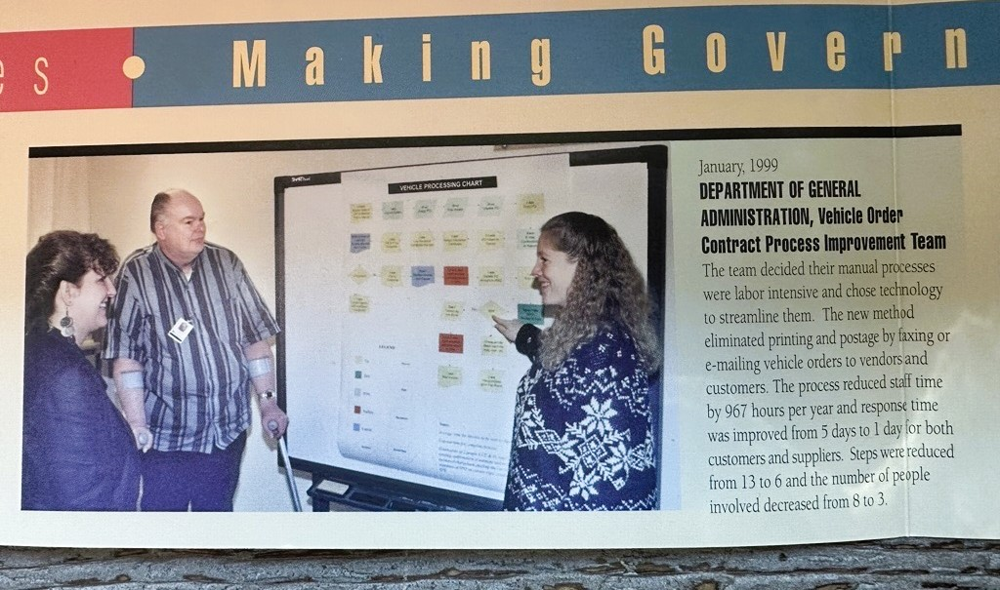 es
Making Govern
VEHICLE PROCESSING CHART
LEGEND
January, 1999
DEPARTMENT OF GENERAL
ADMINISTRATION, Vehicle Order
Contract Process Improvement Team
The team decided their manual processes
were labor intensive and chose technology
to streamline them. The new method
eliminated printing and postage by faxing or
e-mailing vehicle orders to vendors and
customers. The process reduced staff time
by 967 hours per year and response time
was improved from 5 days to 1 day for both
customers and suppliers. Steps were reduced
from 13 to 6 and the number of people
involved decreased from 8 to 3.